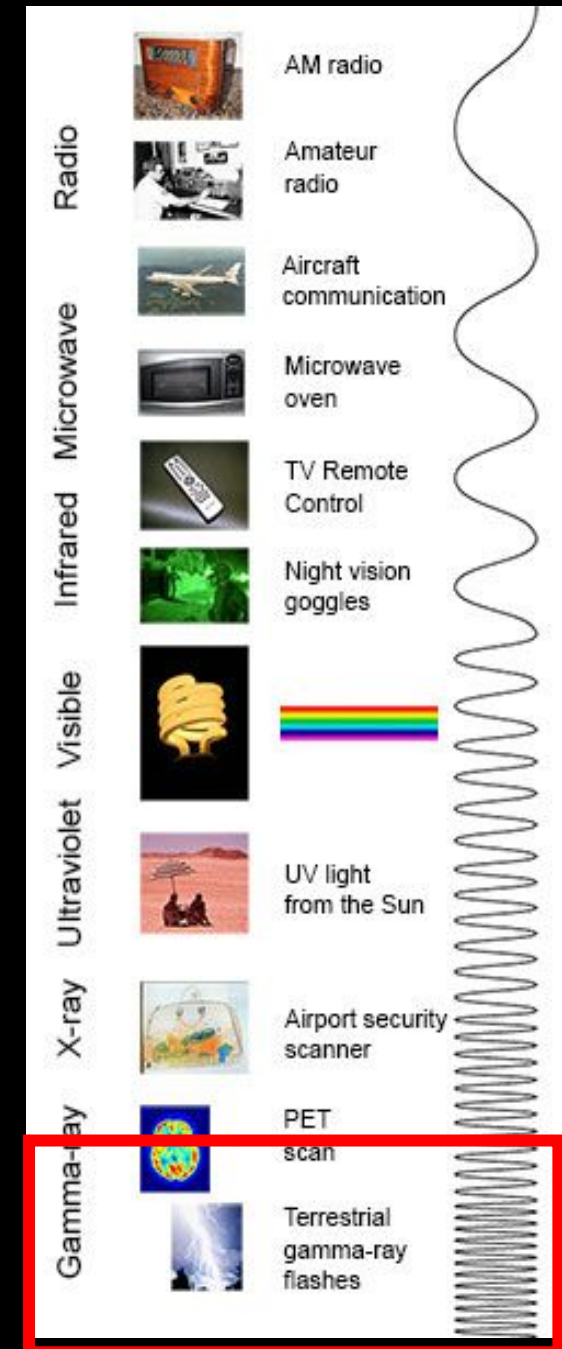 Radio
AM radio
Amateur
radio
Aircraft
communication
Microwave
Microwave
oven
Infrared
TV Remote
Control
Night vision
goggles
Visible
Ultraviolet
UV light
from the Sun
X-ray
Airport security
scanner
Gamma-ray
PET
scan
Terrestrial
gamma-ray
flashes